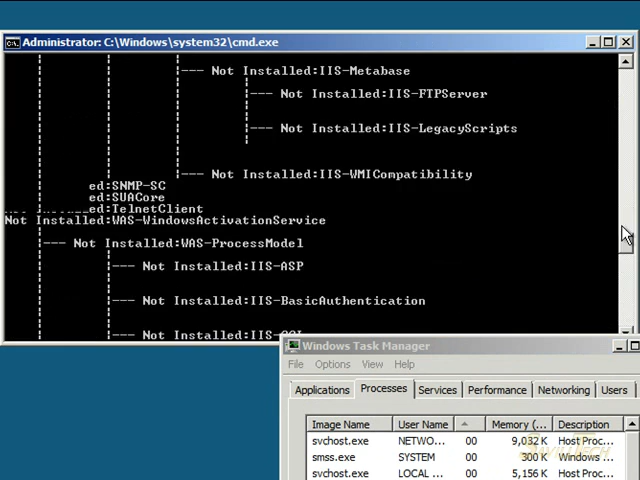 Administrator: C:\Windows\system32\cmd.exe
--- Not Installed:IIS-Metabase
--- Not Installed:IIS-FTPServer
--- Not Installed:IIS-LegacyScripts
--- Not Installed:IIS-WMICompatibility
ed:SNMP-SC
ed:SUACore
ed:TelnetClient
Not Installed:WAS-WindowsActivationService
--- Not Installed:WAS-ProcessModel
--- Not Installed:IIS-ASP
--- Not Installed:IIS-BasicAuthentication
--- Not Installed:IIS-CGI
Windows Task Manager
File Options View Help
Applications Processes Services Performance Networking Users
Image Name User Name Memory (... Description
svchost.exe NETWO... 00 9,032 K Host Proc...
smss.exe SYSTEM 00 300 K Windows ...
svchost.exe LOCAL ... 00 5,156 K Host Proc...